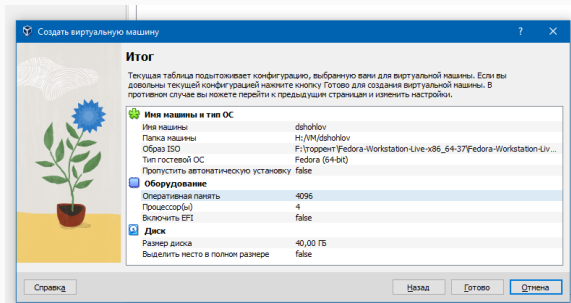 Создать виртуальную машину
? ×
Итог
Текущая таблица подытоживает конфигурацию, выбранную вами для виртуальной машины. Если вы
довольны текущей конфигурацией нажмите кнопку Готово для создания виртуальной машины. В
противном случае вы можете перейти к предыдущим страницам и изменить настройки.
Имя машины и тип ОС
Имя машины dshohlov
Папка машины H:/VM/dshohlov
Образ ISO F:\торрент\Fedora-Workstation-Live-x86_64-37\Fedora-Workstation-Liv...
Тип гостевой ОС Fedora (64-bit)
Пропустить автоматическую установку false
Оборудование
Оперативная память 4096
Процессор(ы) 4
Включить EFI false
Диск
Размер диска 40,00 ГБ
Выделить место в полном размере false
Справка Назад Готово Отмена